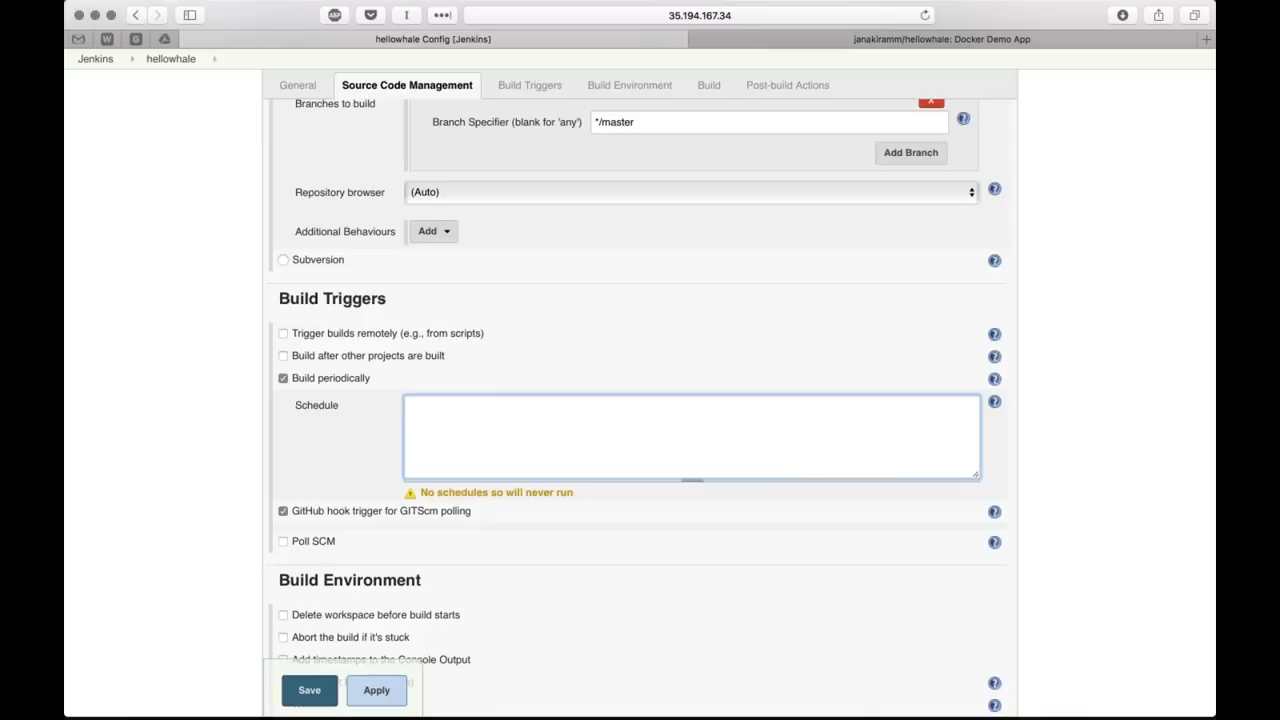 ABP
35.194.167.34
W
G
hellowhale Config [Jenkins]
janakiramm/hellowhale: Docker Demo App
Jenkins
hellowhale
General
Source Code Management
Build Triggers
Build Environment
Build
Post-build Actions
Branches to build
X
Branch Specifier (blank for 'any')
*/master
Add Branch
Repository browser
(Auto)
Additional Behaviours
Add
Subversion
Build Triggers
Trigger builds remotely (e.g., from scripts)
Build after other projects are built
Build periodically
Schedule
No schedules so will never run
GitHub hook trigger for GITScm polling
Poll SCM
Build Environment
Delete workspace before build starts
Abort the build if it's stuck
Add timestamps to the Console Output
Save
Apply